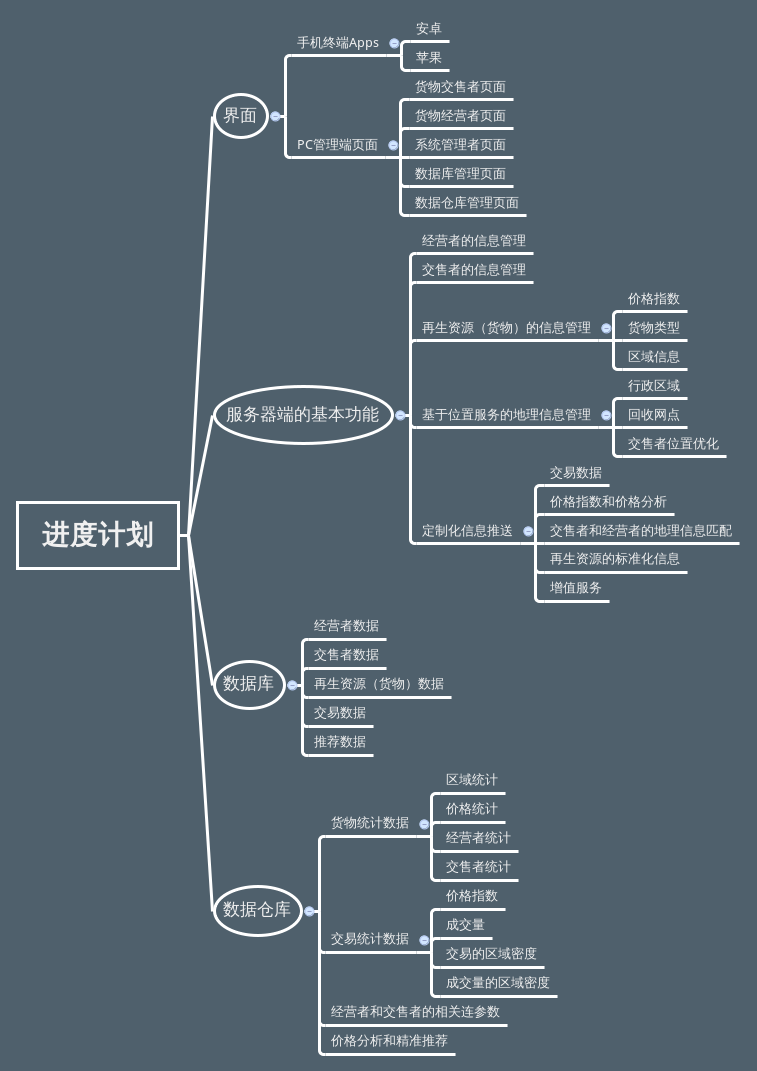 进度计划
界面
手机终端Apps
安卓
苹果
PC管理端页面
货物交售者页面
货物经营者页面
系统管理者页面
数据库管理页面
数据仓库管理页面
服务器端的基本功能
经营者的信息管理
交售者的信息管理
再生资源（货物）的信息管理
价格指数
货物类型
区域信息
基于位置服务的地理信息管理
行政区域
回收网点
交售者位置优化
定制化信息推送
交易数据
价格指数和价格分析
交售者和经营者的地理信息匹配
再生资源的标准化信息
增值服务
数据库
经营者数据
交售者数据
再生资源（货物）数据
交易数据
推荐数据
数据仓库
货物统计数据
区域统计
价格统计
经营者统计
交售者统计
交易统计数据
价格指数
成交量
交易的区域密度
成交量的区域密度
经营者和交售者的相关连参数
价格分析和精准推荐